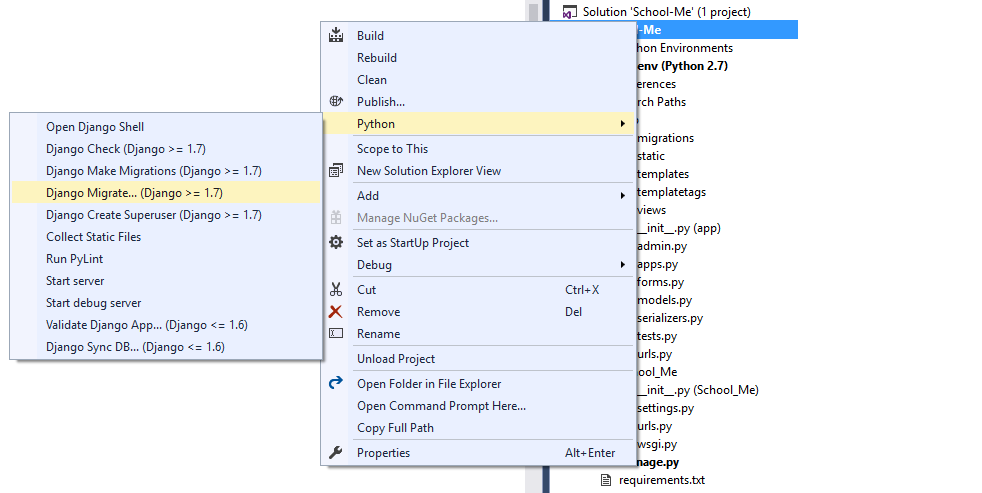 Solution 'School-Me' (1 project)
-Me
hon Environments
env (Python 2.7)
erences
rch Paths
migrations
static
templates
templatetags
views
__init__.py (app)
admin.py
apps.py
forms.py
models.py
serializers.py
tests.py
urls.py
ool_Me
__init__.py (School_Me)
settings.py
urls.py
wsgi.py
nage.py
requirements.txt
Build
Rebuild
Clean
Publish...
Python
Scope to This
New Solution Explorer View
Add
Manage NuGet Packages...
Set as StartUp Project
Debug
Cut Ctrl+X
Remove Del
Rename
Unload Project
Open Folder in File Explorer
Open Command Prompt Here...
Copy Full Path
Properties Alt+Enter
Open Django Shell
Django Check (Django >= 1.7)
Django Make Migrations (Django >= 1.7)
Django Migrate... (Django >= 1.7)
Django Create Superuser (Django >= 1.7)
Collect Static Files
Run PyLint
Start server
Start debug server
Validate Django App... (Django <= 1.6)
Django Sync DB... (Django <= 1.6)